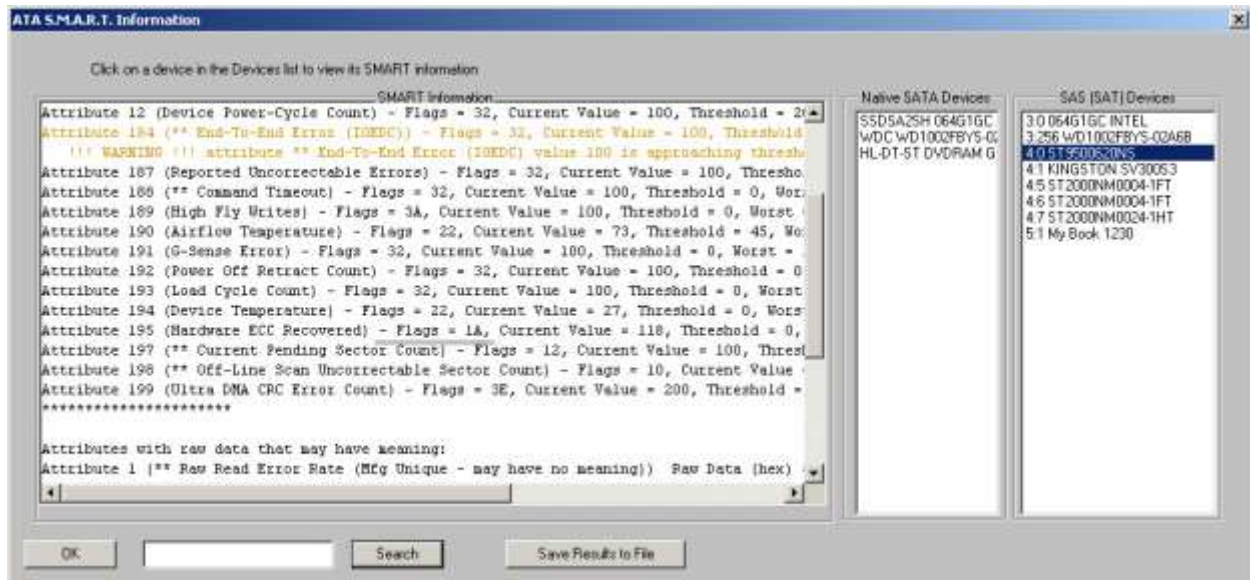 ATA S.M.A.R.T. Information
Click on a device in the Devices list to view its SMART information
SMART Information
Attribute 12 (Device Power-Cycle Count) - Flags = 32, Current Value = 100, Threshold = 20
Attribute 184 (** End-To-End Error (IOEDC)) - Flags = 32, Current Value = 100, Threshold
!!! WARNING !!! attribute ** End-To-End Error (IOEDC) value 100 is approaching thresh
Attribute 187 (Reported Uncorrectable Errors) - Flags = 32, Current Value = 100, Thresho
Attribute 188 (** Command Timeout) - Flags = 32, Current Value = 100, Threshold = 0, Wor
Attribute 189 (High Fly Writes) - Flags = 3A, Current Value = 100, Threshold = 0, Worst
Attribute 190 (Airflow Temperature) - Flags = 22, Current Value = 73, Threshold = 45, Wo
Attribute 191 (G-Sense Error) - Flags = 32, Current Value = 100, Threshold = 0, Worst =
Attribute 192 (Power Off Retract Count) - Flags = 32, Current Value = 100, Threshold = 0
Attribute 193 (Load Cycle Count) - Flags = 32, Current Value = 100, Threshold = 0, Worst
Attribute 194 (Device Temperature) - Flags = 22, Current Value = 27, Threshold = 0, Wors
Attribute 195 (Hardware ECC Recovered) - Flags = 1A, Current Value = 118, Threshold = 0,
Attribute 197 (** Current Pending Sector Count) - Flags = 12, Current Value = 100, Thres
Attribute 198 (** Off-Line Scan Uncorrectable Sector Count) - Flags = 10, Current Value
Attribute 199 (Ultra DMA CRC Error Count) - Flags = 3E, Current Value = 200, Threshold =
**********************
Attributes with raw data that may have meaning:
Attribute 1 (** Raw Read Error Rate (Mfg Unique - may have no meaning)) Raw Data (hex)
Native SATA Devices
SSDSA2SH 064G1GC
WDC WD1002FBYS-02
HL-DT-ST DVDRAM G
SAS (SAT) Devices
3:0 064G1GC INTEL
3:256 WD1002FBYS-02A6B
4:0 ST9500620NS
4:1 KINGSTON SV300S3
4:5 ST2000NM0004-1FT
4:6 ST2000NM0004-1FT
4:7 ST2000NM0024-1HT
5:1 My Book 1230
OK
Search
Save Results to File